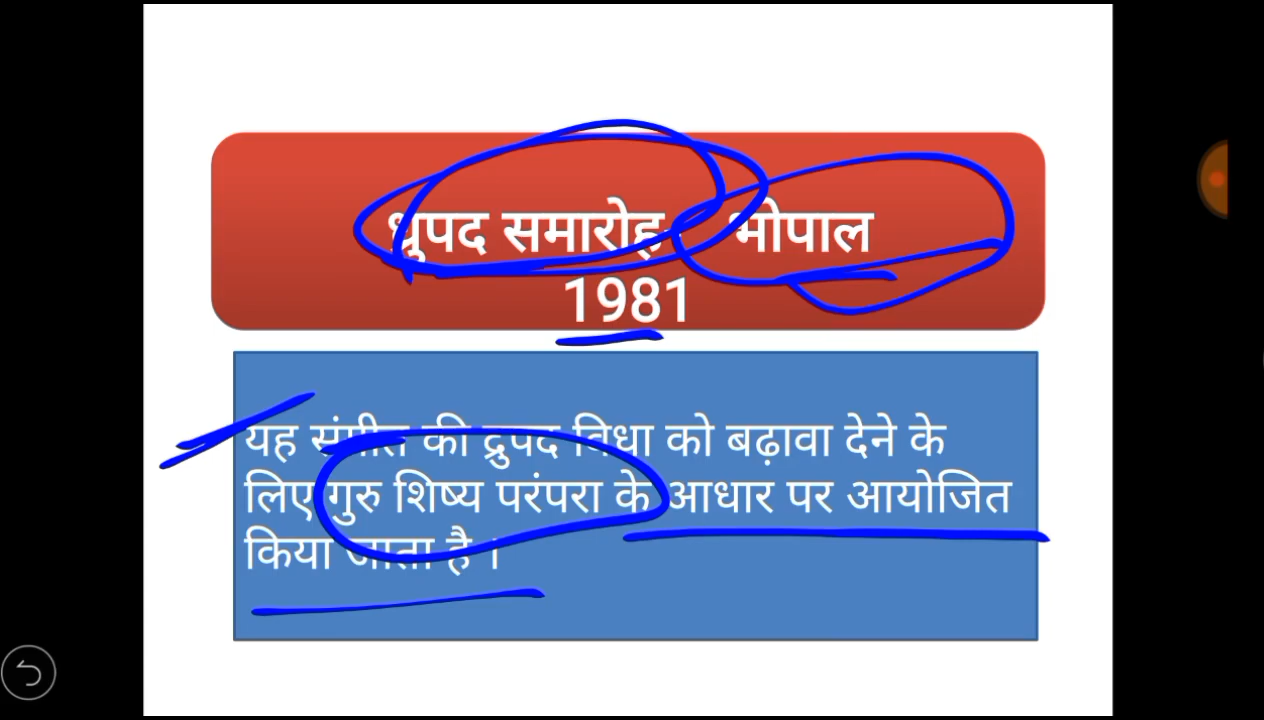 ध्रुपद समारोह- भोपाल
1981
यह संगीत की द्रुपद विधा को बढ़ावा देने के
लिए गुरु शिष्य परंपरा के आधार पर आयोजित
किया जाता है ।